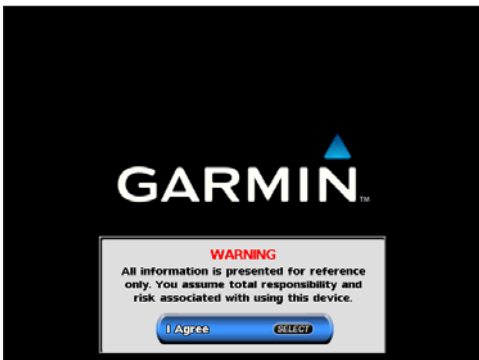 GARMIN™
WARNING
All information is presented for reference
only. You assume total responsibility and
risk associated with using this device.
I Agree SELECT